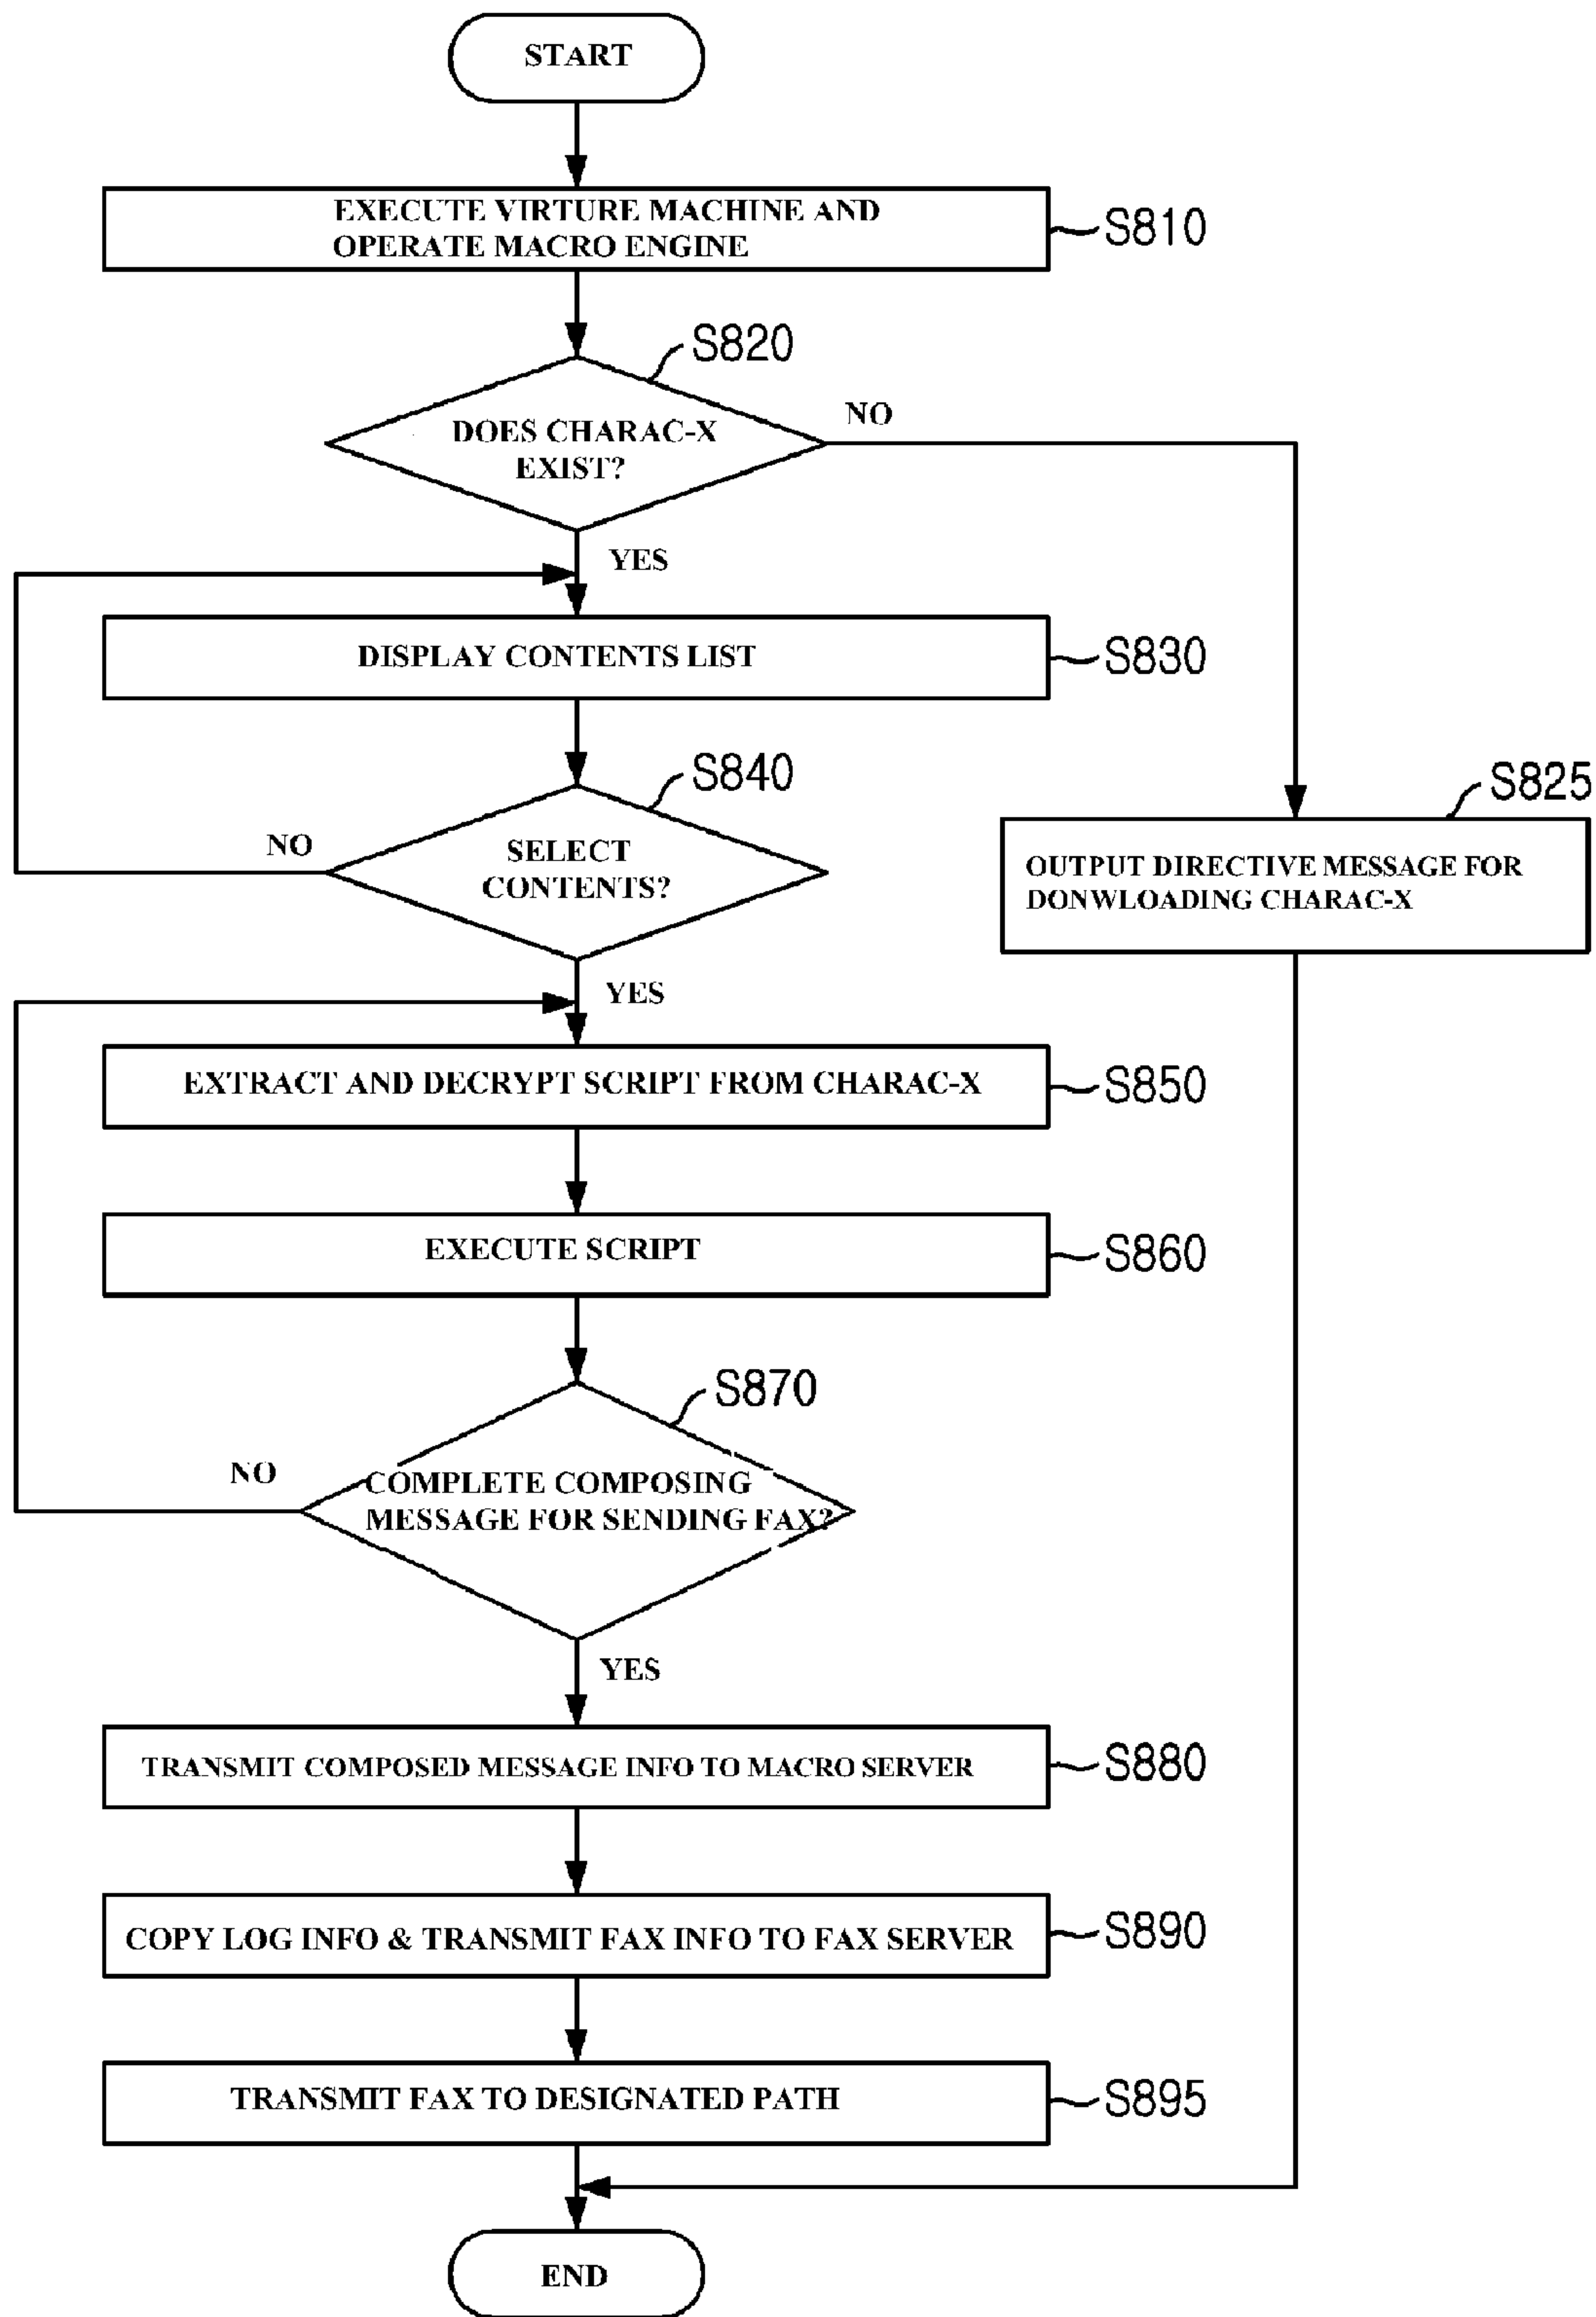 START
EXECUTE VIRTURE MACHINE AND
OPERATE MACRO ENGINE
S810
S820
DOES CHARAC-X
EXIST?
NO
YES
DISPLAY CONTENTS LIST
S830
S840
SELECT
CONTENTS?
NO
S825
OUTPUT DIRECTIVE MESSAGE FOR
DONWLOADING CHARAC-X
YES
EXTRACT AND DECRYPT SCRIPT FROM CHARAC-X
S850
EXECUTE SCRIPT
S860
S870
NO
COMPLETE COMPOSING
MESSAGE FOR SENDING FAX?
YES
TRANSMIT COMPOSED MESSAGE INFO TO MACRO SERVER
S880
COPY LOG INFO & TRANSMIT FAX INFO TO FAX SERVER
S890
TRANSMIT FAX TO DESIGNATED PATH
S895
END